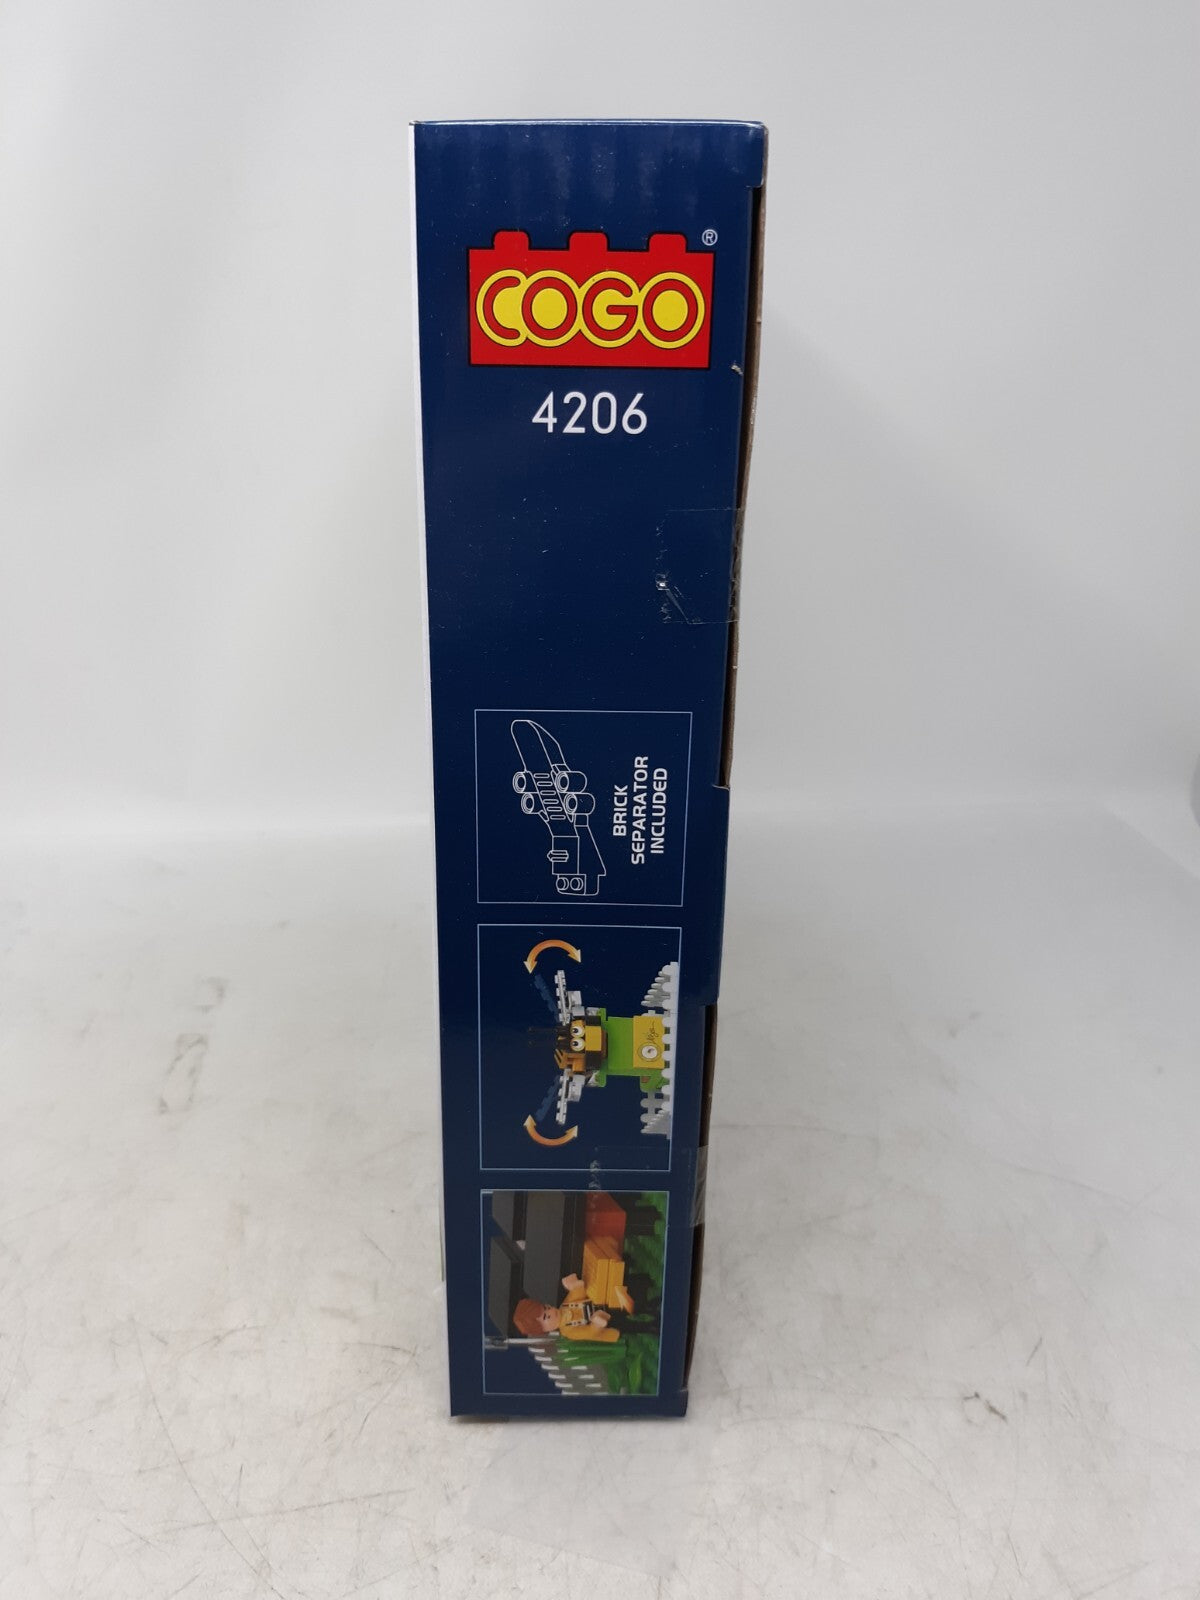 COGO®
4206
BRICK
SEPARATOR
INCLUDED